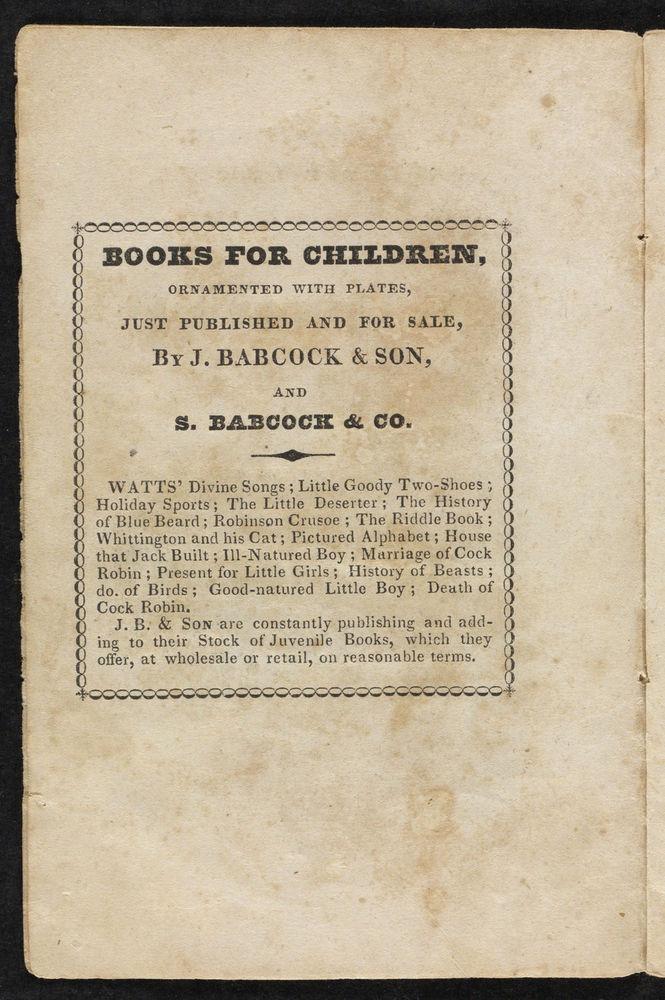 BOOKS FOR CHILDREN,
ORNAMENTED WITH PLATES,
JUST PUBLISHED AND FOR SALE,
BY J. BABCOCK & SON,
AND
S. BABCOCK & CO.
WATTS' Divine Songs ; Little Goody Two-Shoes ;
Holiday Sports ; The Little Deserter ; The History
of Blue Beard ; Robinson Crusoe ; The Riddle Book ;
Whittington and his Cat ; Pictured Alphabet ; House
that Jack Built ; Ill-Natured Boy ; Marriage of Cock
Robin ; Present for Little Girls ; History of Beasts ;
do. of Birds ; Good-natured Little Boy ; Death of
Cock Robin.
J. B. & SON are constantly publishing and add-
ing to their Stock of Juvenile Books, which they
offer, at wholesale or retail, on reasonable terms.